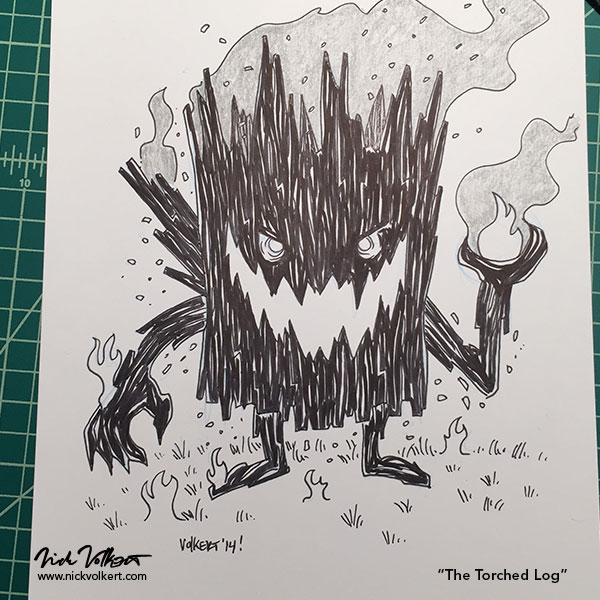 10
VOLKERT '14!
Nick Volkert
www.nickvolkert.com
"The Torched Log"